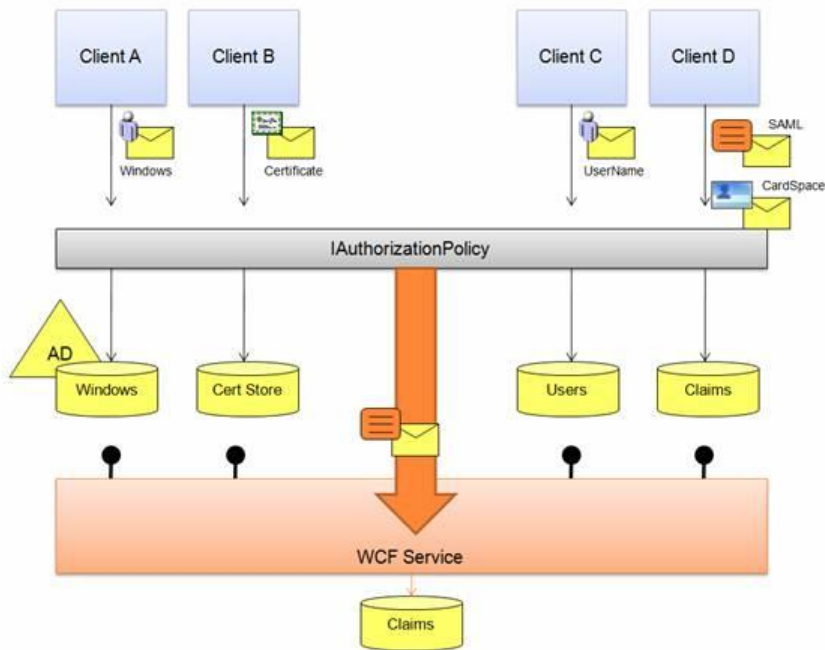 Client A
Client B
Client C
Client D
Windows
Certificate
UserName
SAML
CardSpace
IAuthorizationPolicy
AD
Windows
Cert Store
Users
Claims
WCF Service
Claims